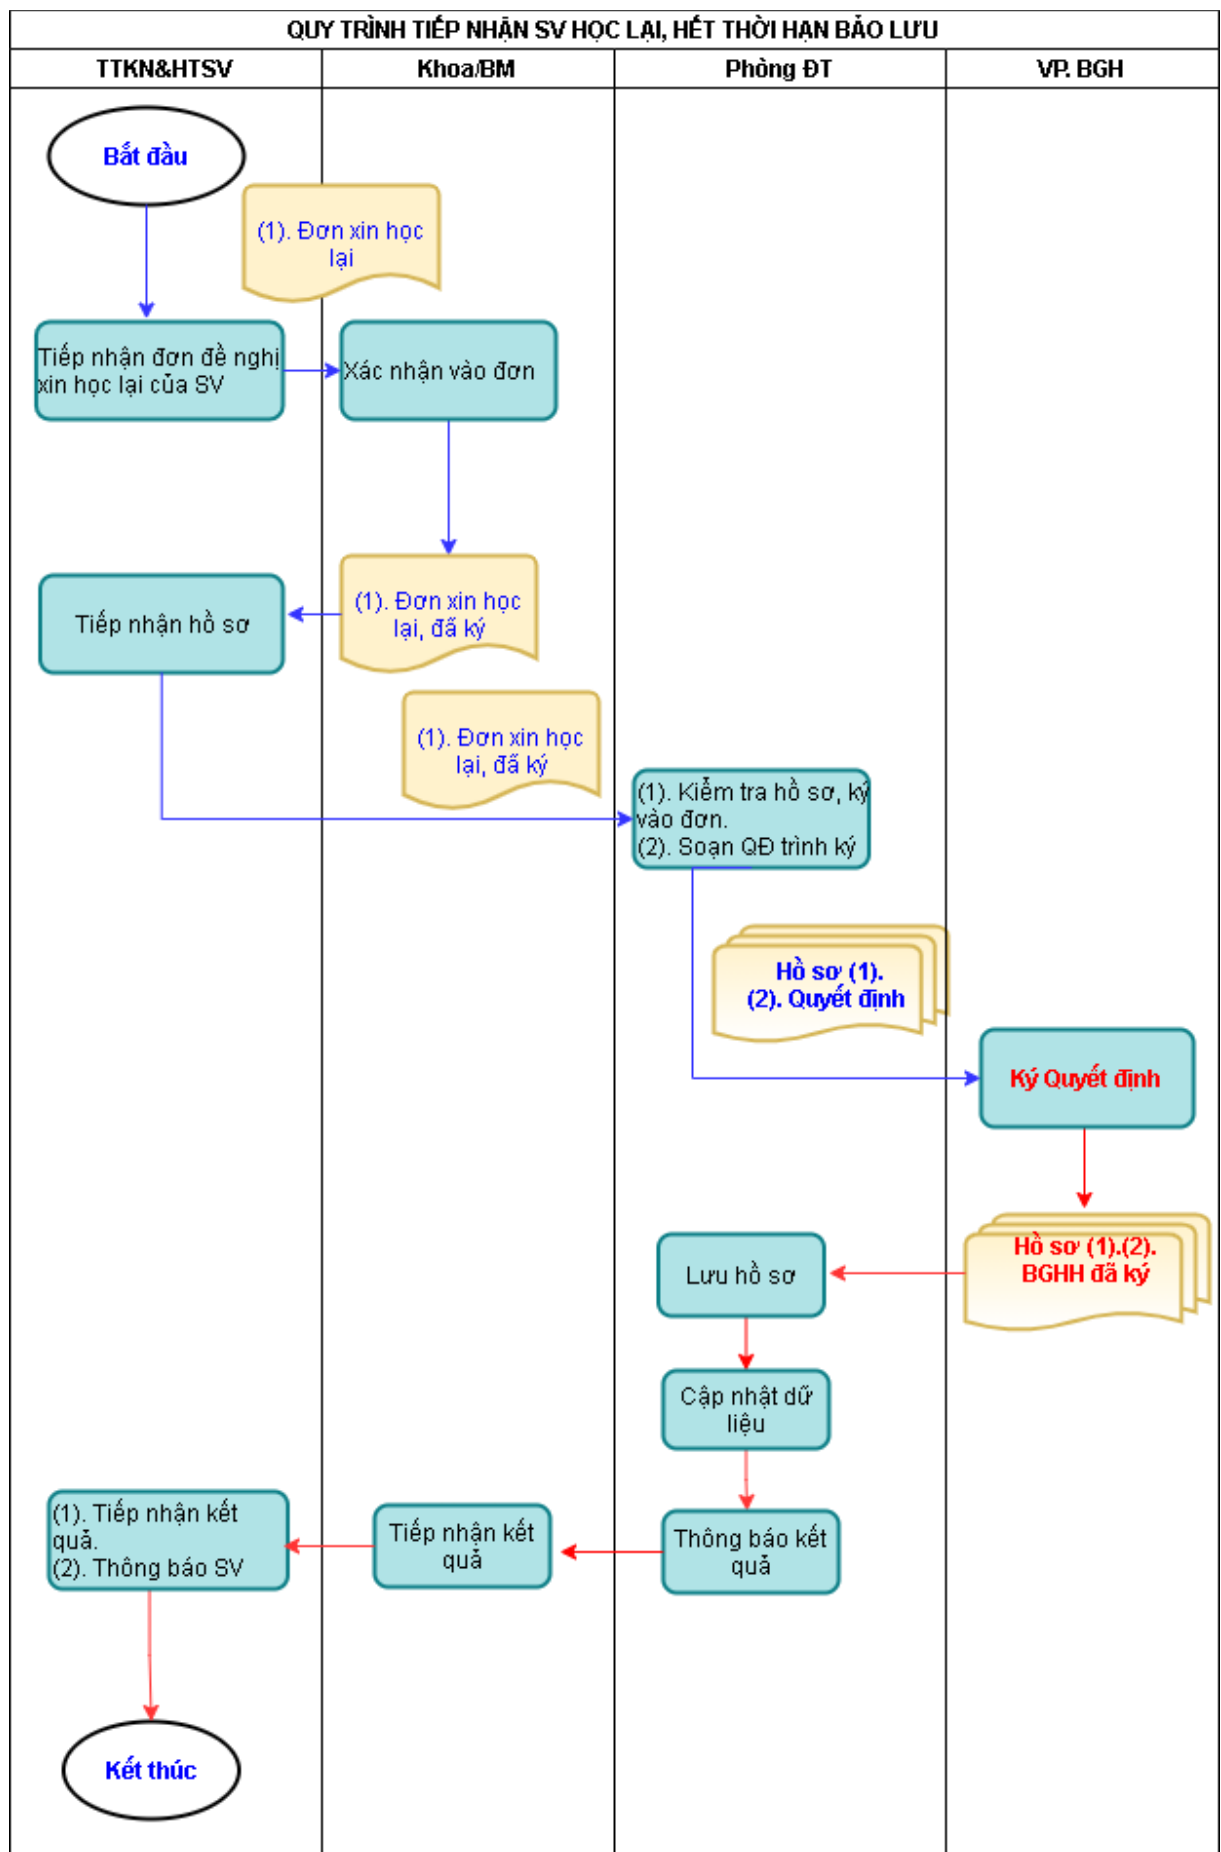 QUY TRÌNH TIẾP NHẬN SV HỌC LẠI, HẾT THỜI HẠN BẢO LƯU
TTKN&HTSV
Khoa/BM
Phòng ĐT
VP. BGH
Bắt đầu
(1). Đơn xin học
lại
Tiếp nhận đơn đề nghị
xin học lại của SV
Xác nhận vào đơn
Tiếp nhận hồ sơ
(1). Đơn xin học
lại, đã ký
(1). Đơn xin học
lại, đã ký
(1). Kiểm tra hồ sơ, ký
vào đơn.
(2). Soạn QĐ trình ký
Hồ sơ (1).
(2). Quyết định
Ký Quyết định
Hồ sơ (1).(2).
BGHH đã ký
Lưu hồ sơ
Cập nhật dữ
liệu
Thông báo kết
quả
Tiếp nhận kết
quả
(1). Tiếp nhận kết
quả.
(2). Thông báo SV
Kết thúc